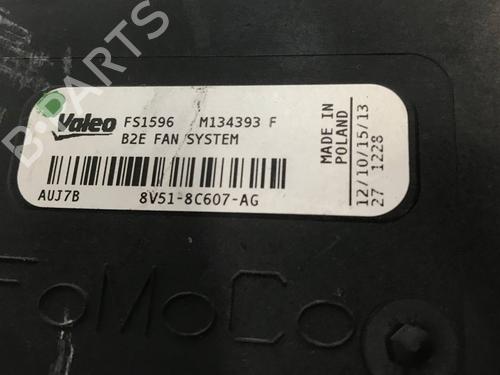 B-PARTS
Valeo FS1596 M134393 F
B2E FAN SYSTEM
AUJ7B 8V51-8C607-AG
MADE IN
POLAND
12/10/15/13
27 1228
FoMoCo